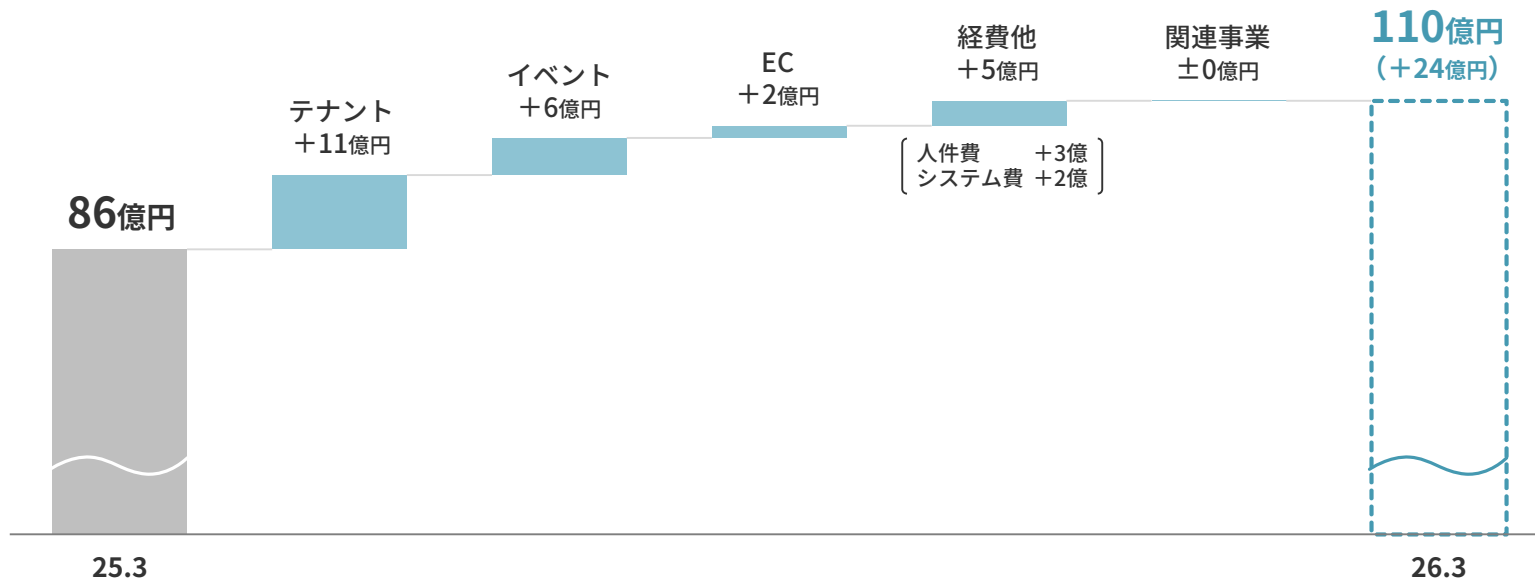 86億円
テナント
+11億円
イベント
+6億円
EC
+2億円
経費他
+5億円
人件費 +3億
システム費 +2億
関連事業
±0億円
110億円
(+24億円)
25.3
26.3